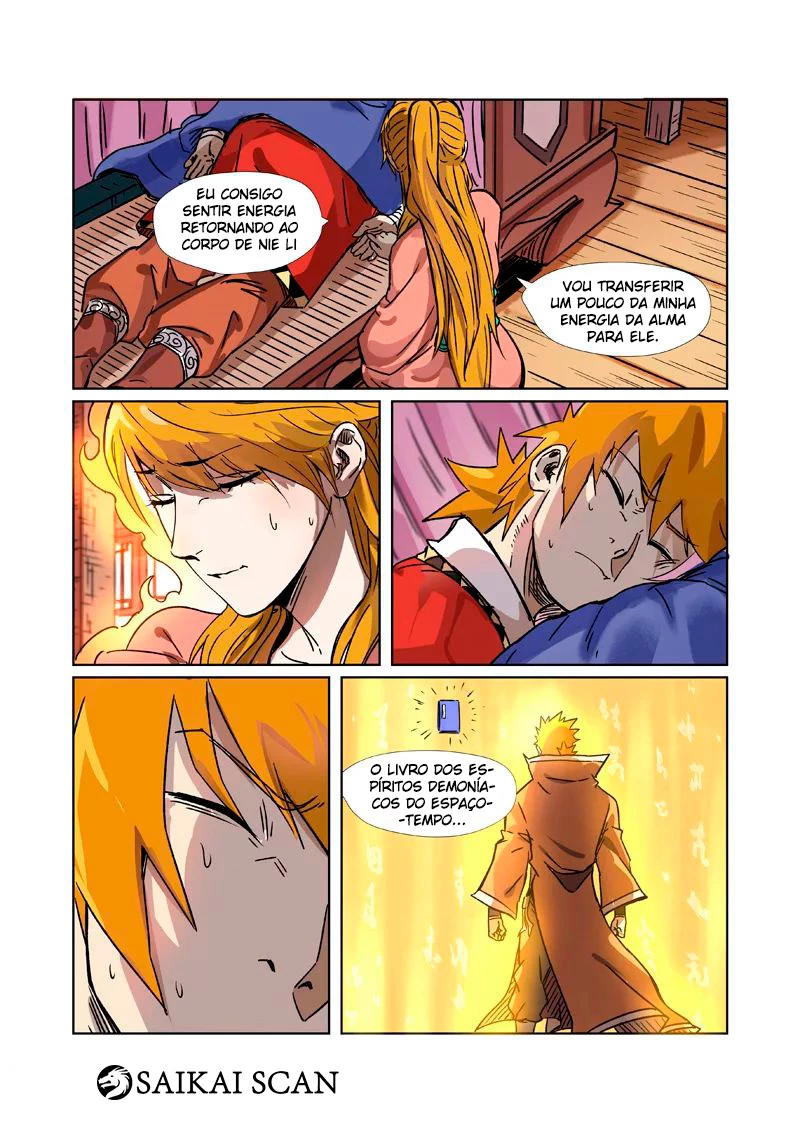 EU CONSIGO
SENTIR ENERGIA
RETORNANDO AO
CORPO DE NIE LI
VOU TRANSFERIR
UM POUCO DA MINHA
ENERGIA DA ALMA
PARA ELE.
O LIVRO DOS ES-
PÍRITOS DEMONÍA-
COS DO ESPAÇO-
-TEMPO...
SAIKAI SCAN